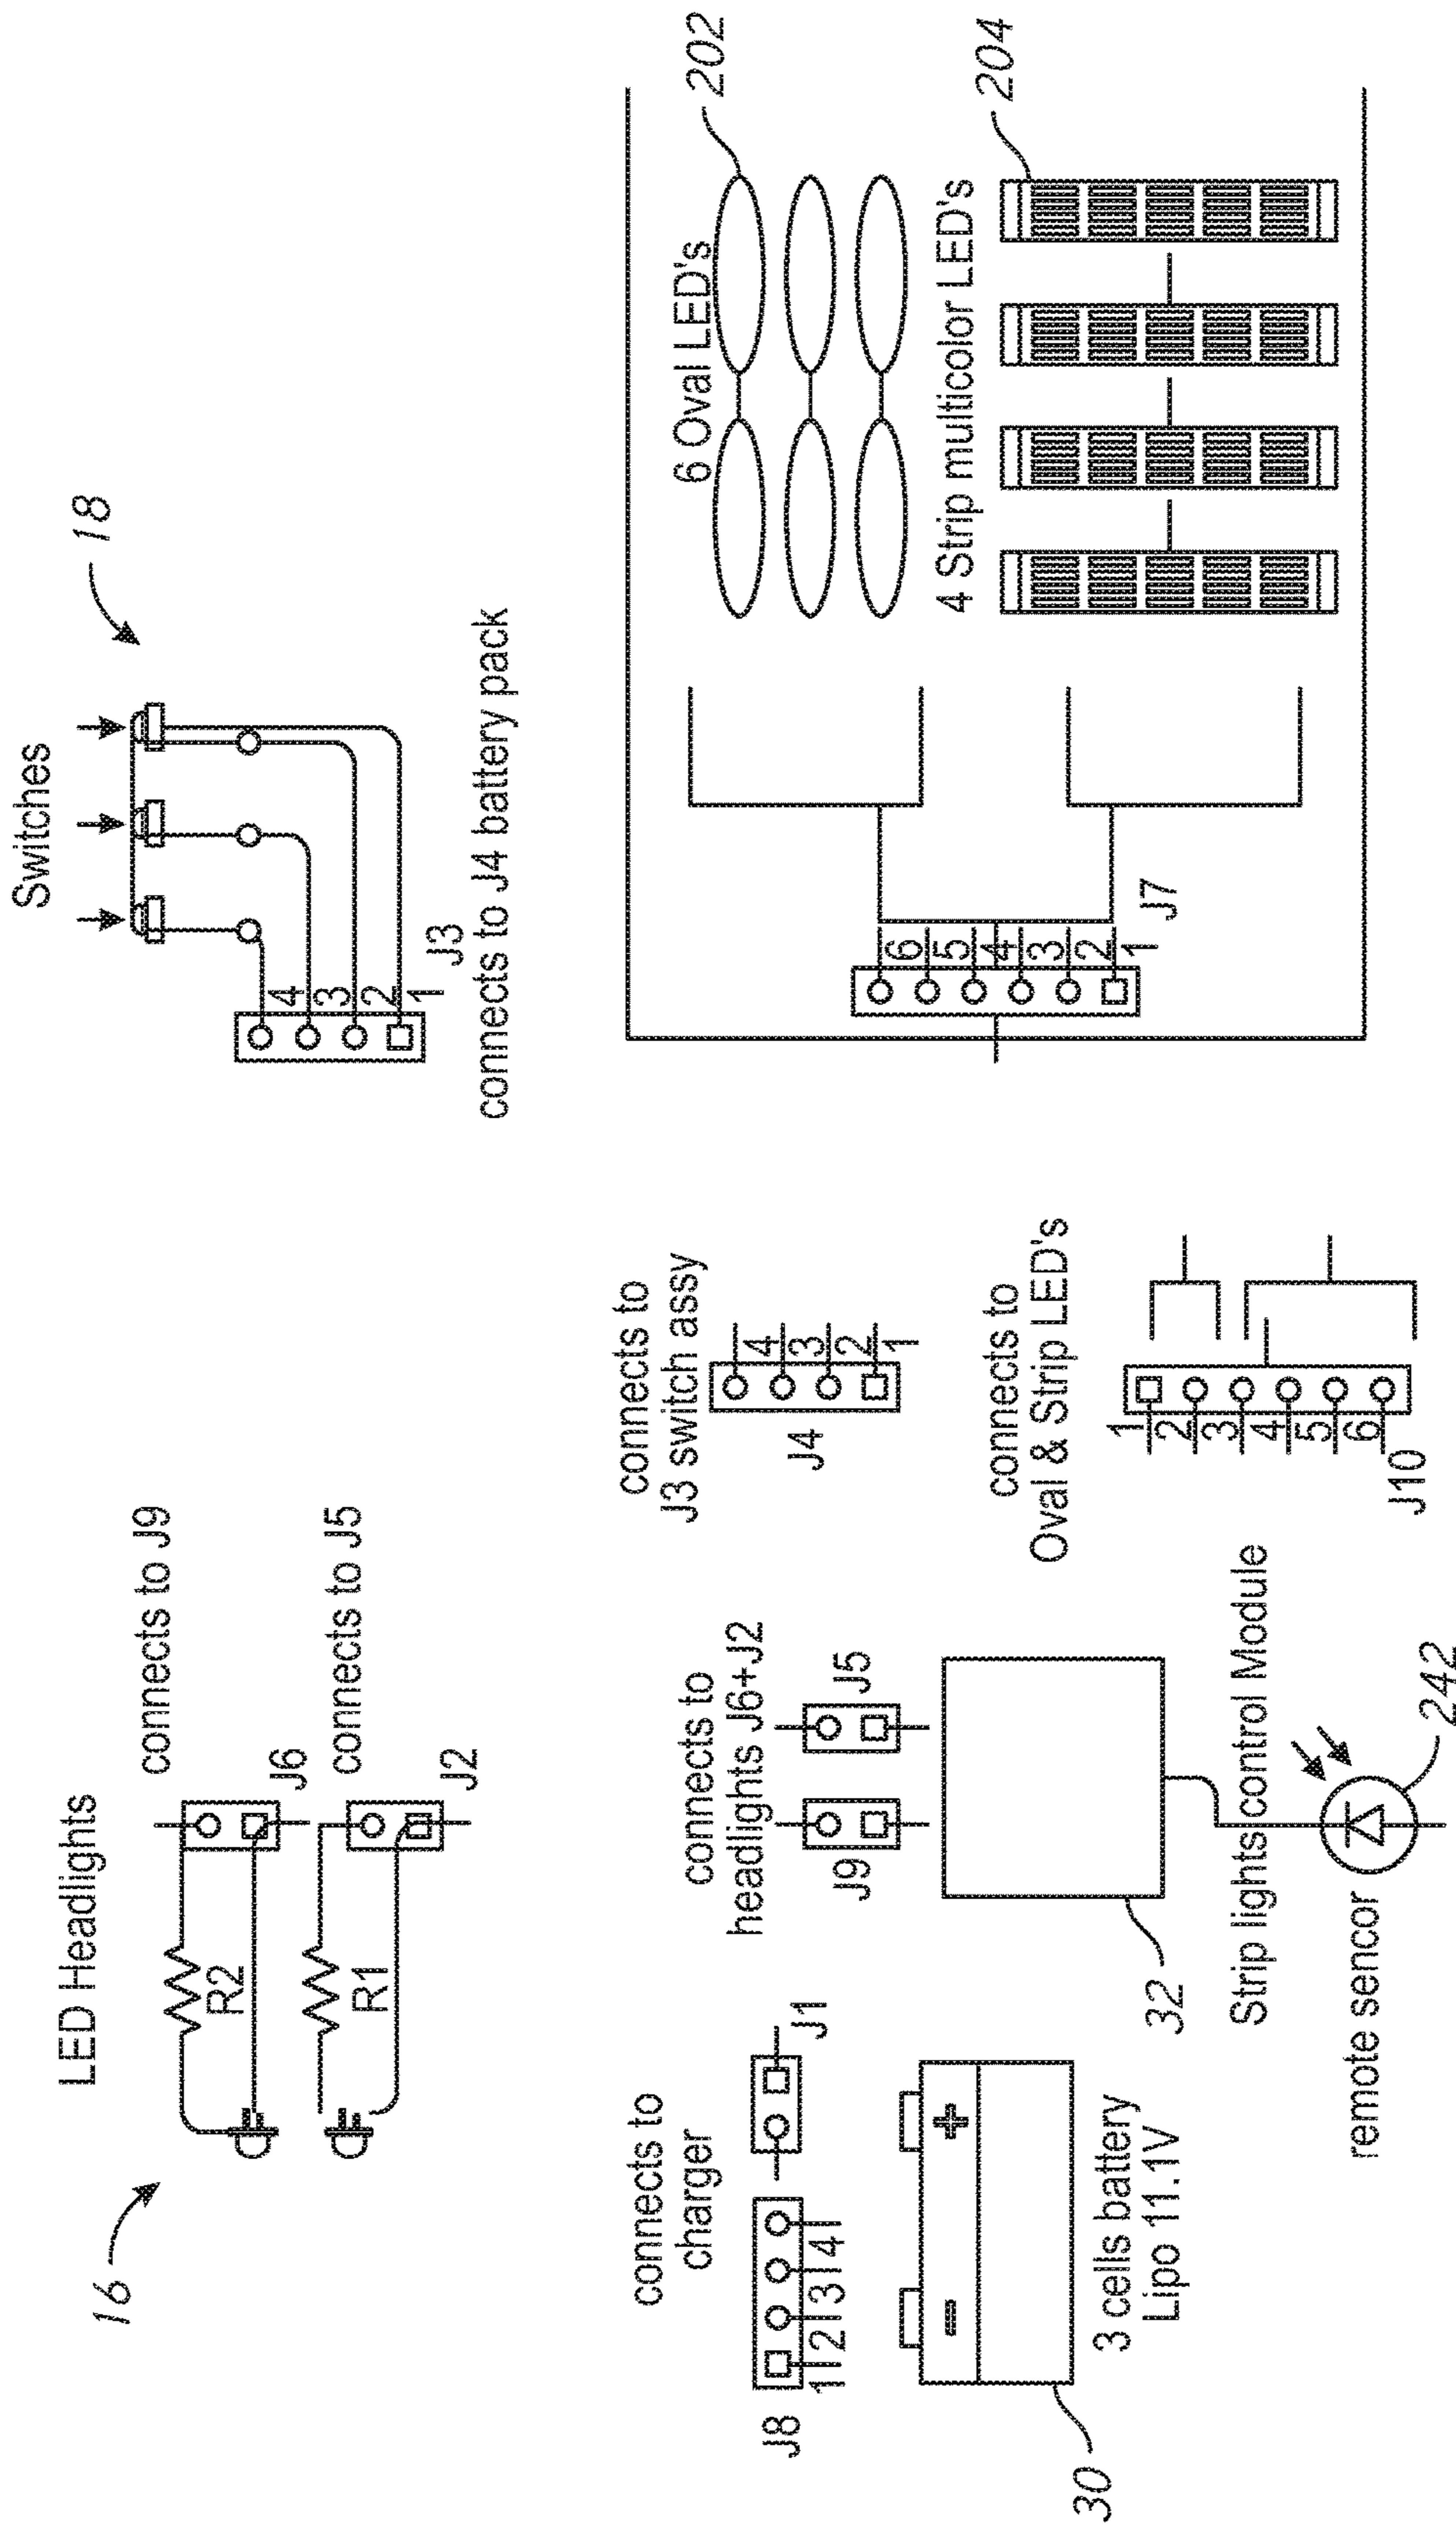 LED Headlights
16
R2
J6
connects to J9
R1
J2
connects to J5
Switches
18
4
3
2
1
J3
connects to J4 battery pack
connects to
charger
J8
1
2
3
4
J1
30
3 cells battery
Lipo 11.1V
connects to
headlights J6+J2
J9
J5
32
Strip lights control Module
remote sencor
242
connects to
J3 switch assy
J4
4
3
2
1
connects to
Oval & Strip LED's
1
2
3
4
5
6
J10
6
5
4
3
2
1
J7
6 Oval LED's
202
4 Strip multicolor LED's
204